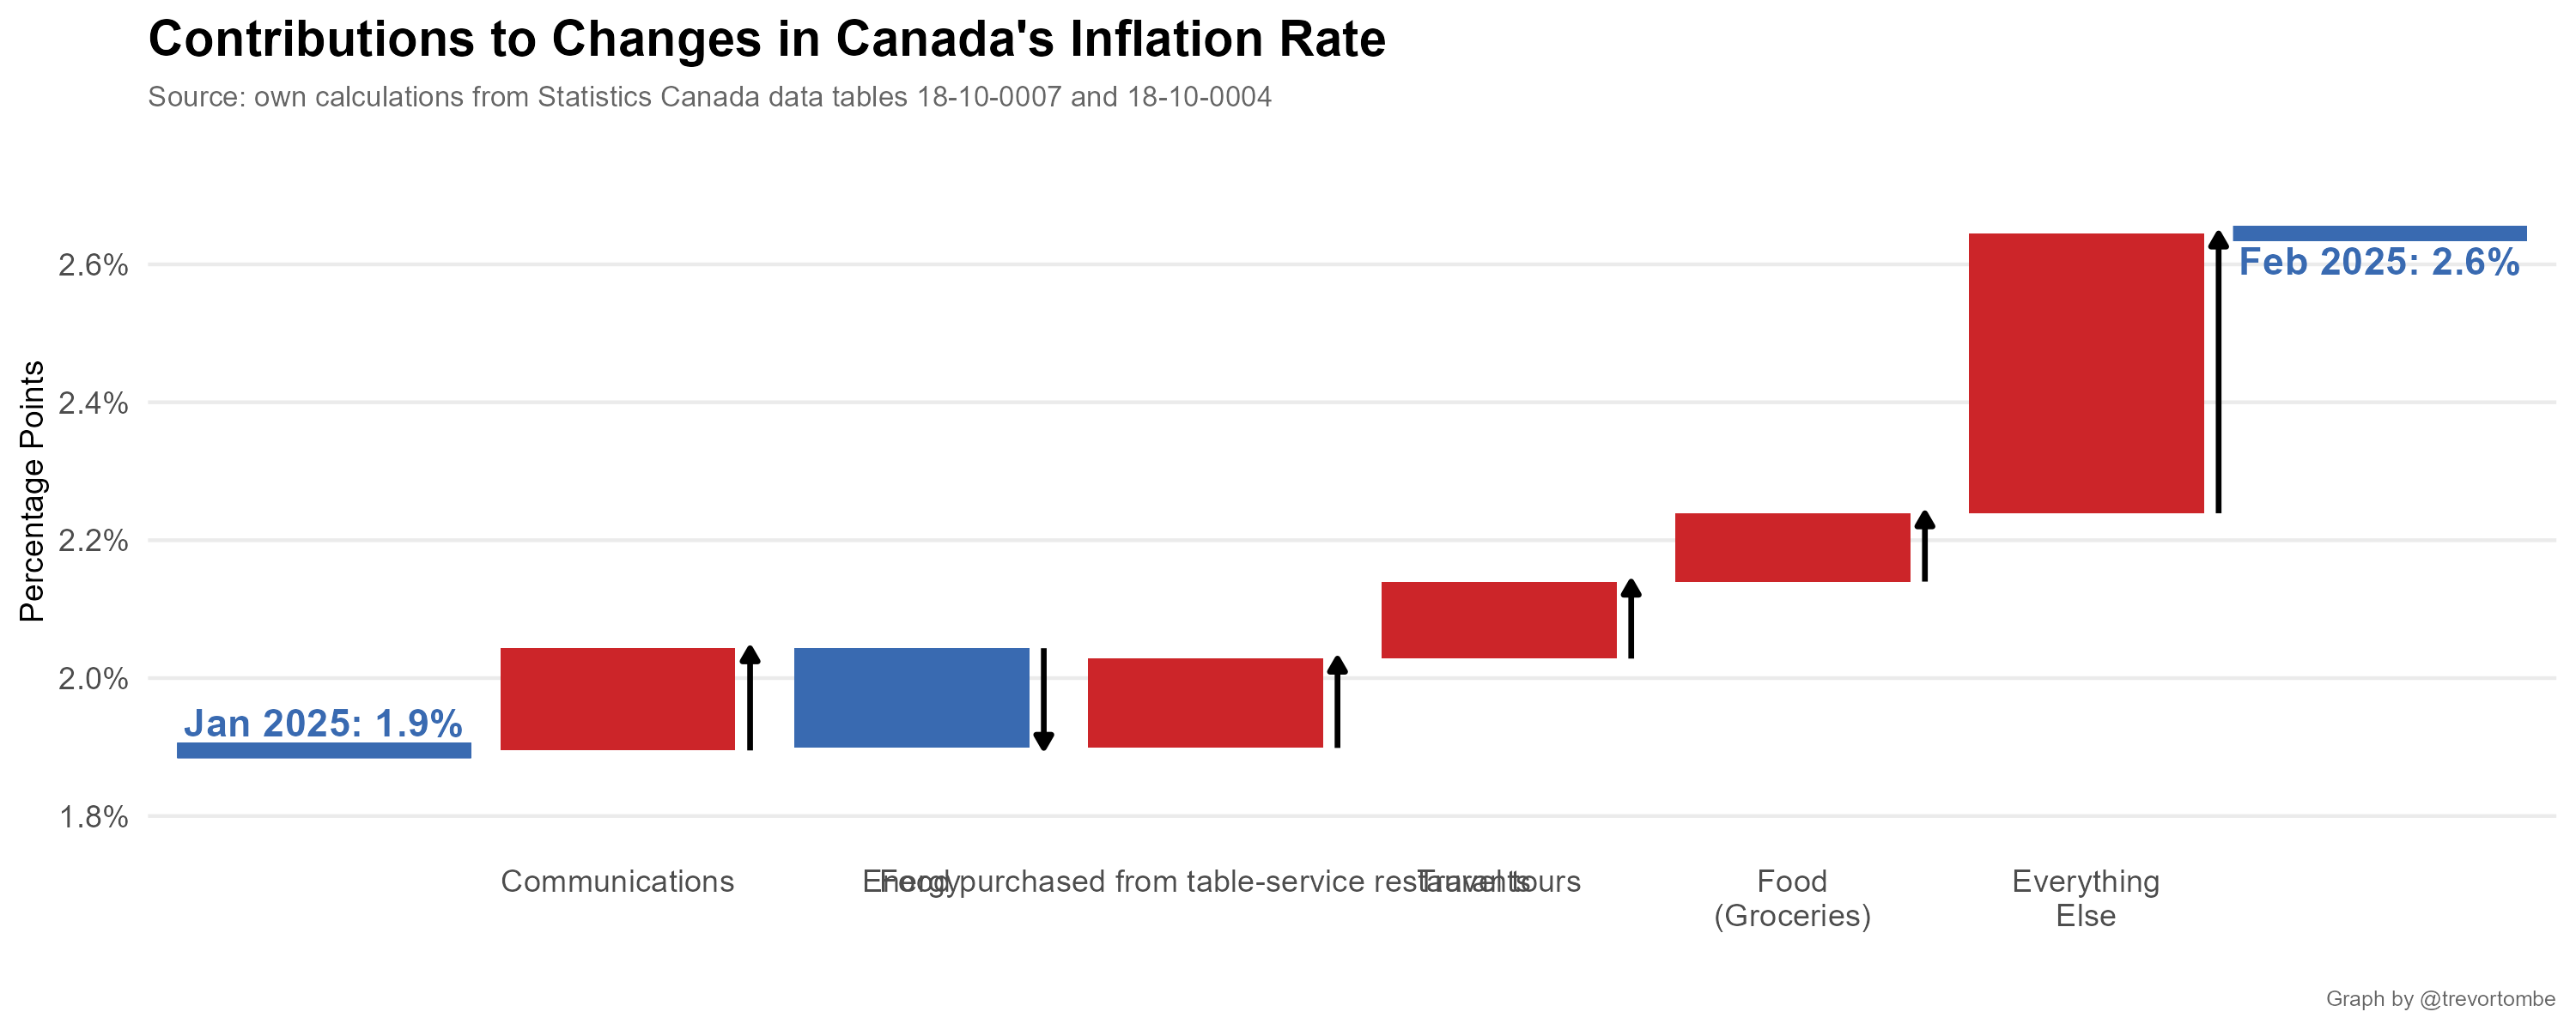 Contributions to Changes in Canada's Inflation Rate
Source: own calculations from Statistics Canada data tables 18-10-0007 and 18-10-0004
Percentage Points
2.6%
2.4%
2.2%
2.0%
1.8%
Jan 2025: 1.9%
Feb 2025: 2.6%
Communications
Energy
Food purchased from table-service restaurants
Travel tours
Food
(Groceries)
Everything
Else
Graph by @trevortombe